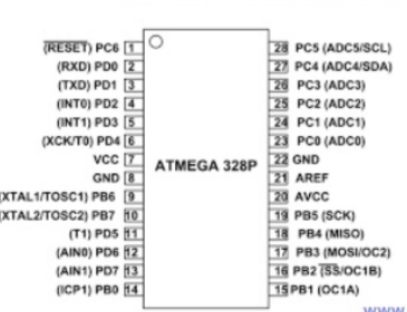 (RESET) PC6 1
(RXD) PD0 2
(TXD) PD1 3
(INT0) PD2 4
(INT1) PD3 5
(XCK/T0) PD4 6
VCC 7
GND 8
(XTAL1/TOSC1) PB6 9
(XTAL2/TOSC2) PB7 10
(T1) PD5 11
(AIN0) PD6 12
(AIN1) PD7 13
(ICP1) PB0 14
ATMEGA 328P
28 PC5 (ADC5/SCL)
27 PC4 (ADC4/SDA)
26 PC3 (ADC3)
25 PC2 (ADC2)
24 PC1 (ADC1)
23 PC0 (ADC0)
22 GND
21 AREF
20 AVCC
19 PB5 (SCK)
18 PB4 (MISO)
17 PB3 (MOSI/OC2)
16 PB2 (SS/OC1B)
15 PB1 (OC1A)
www